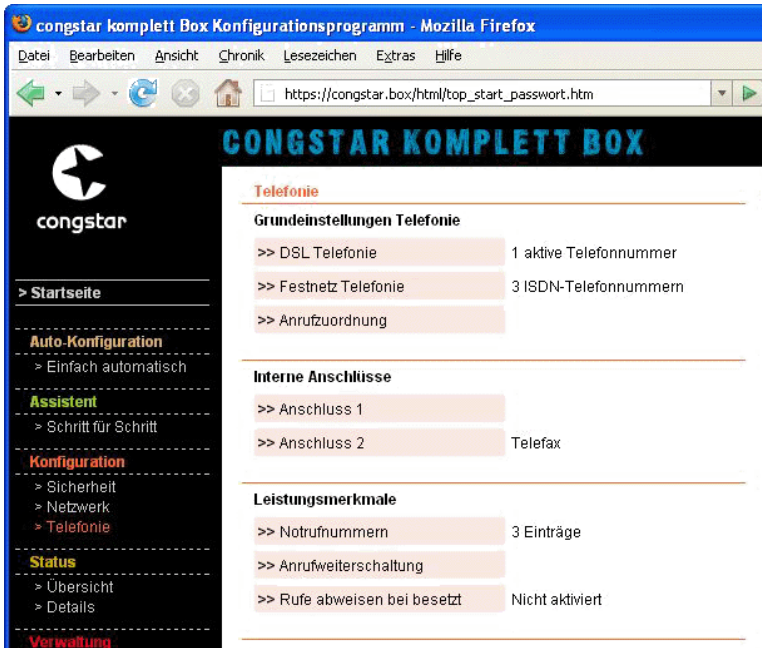 congstar komplett Box Konfigurationsprogramm - Mozilla Firefox
Datei Bearbeiten Ansicht Chronik Lesezeichen Extras Hilfe
https://congstar.box/html/top_start_passwort.htm
CONGSTAR KOMPLETT BOX
congstar
> Startseite
Auto-Konfiguration
> Einfach automatisch
Assistent
> Schritt für Schritt
Konfiguration
> Sicherheit
> Netzwerk
> Telefonie
Status
> Übersicht
> Details
Verwaltung
Telefonie
Grundeinstellungen Telefonie
>> DSL Telefonie 1 aktive Telefonnummer
>> Festnetz Telefonie 3 ISDN-Telefonnummern
>> Anrufzuordnung
Interne Anschlüsse
>> Anschluss 1
>> Anschluss 2 Telefax
Leistungsmerkmale
>> Notrufnummern 3 Einträge
>> Anrufweiterschaltung
>> Rufe abweisen bei besetzt Nicht aktiviert